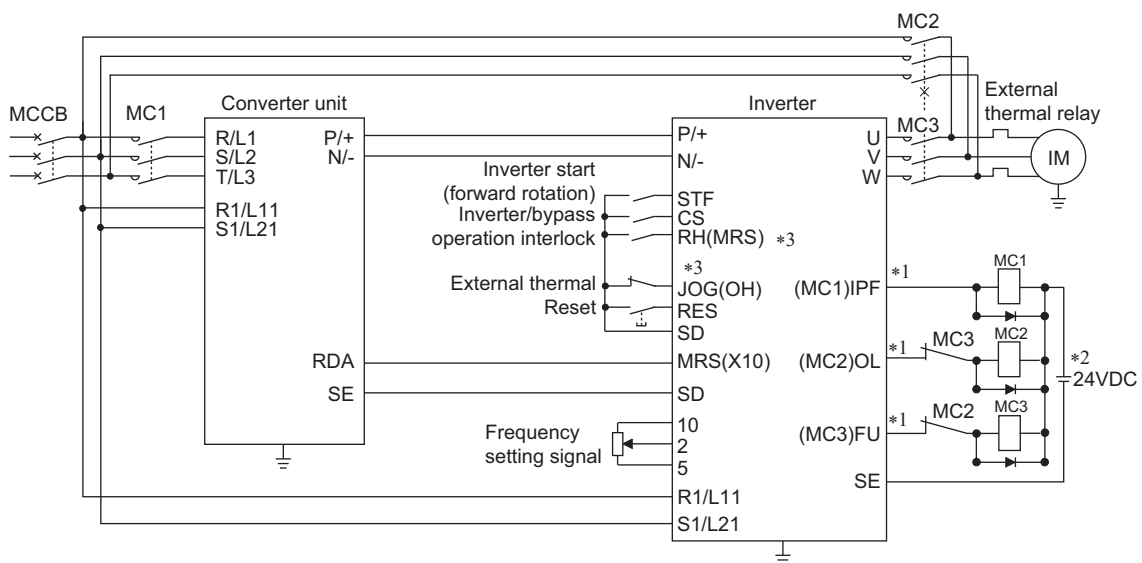 MC2
MCCB
MC1
Converter unit
Inverter
External
thermal relay
R/L1
S/L2
T/L3
R1/L11
S1/L21
P/+
N/-
RDA
SE
Inverter start
(forward rotation)
Inverter/bypass
operation interlock
External thermal
Reset
Frequency
setting signal
P/+
N/-
STF
CS
RH(MRS) *3
*3
JOG(OH)
RES
SD
MRS(X10)
SD
10
2
5
R1/L11
S1/L21
U
V
W
MC3
IM
(MC1)IPF
*1
MC1
(MC2)OL
*1
MC3
MC2
*2
24VDC
(MC3)FU
*1
MC2
MC3
SE